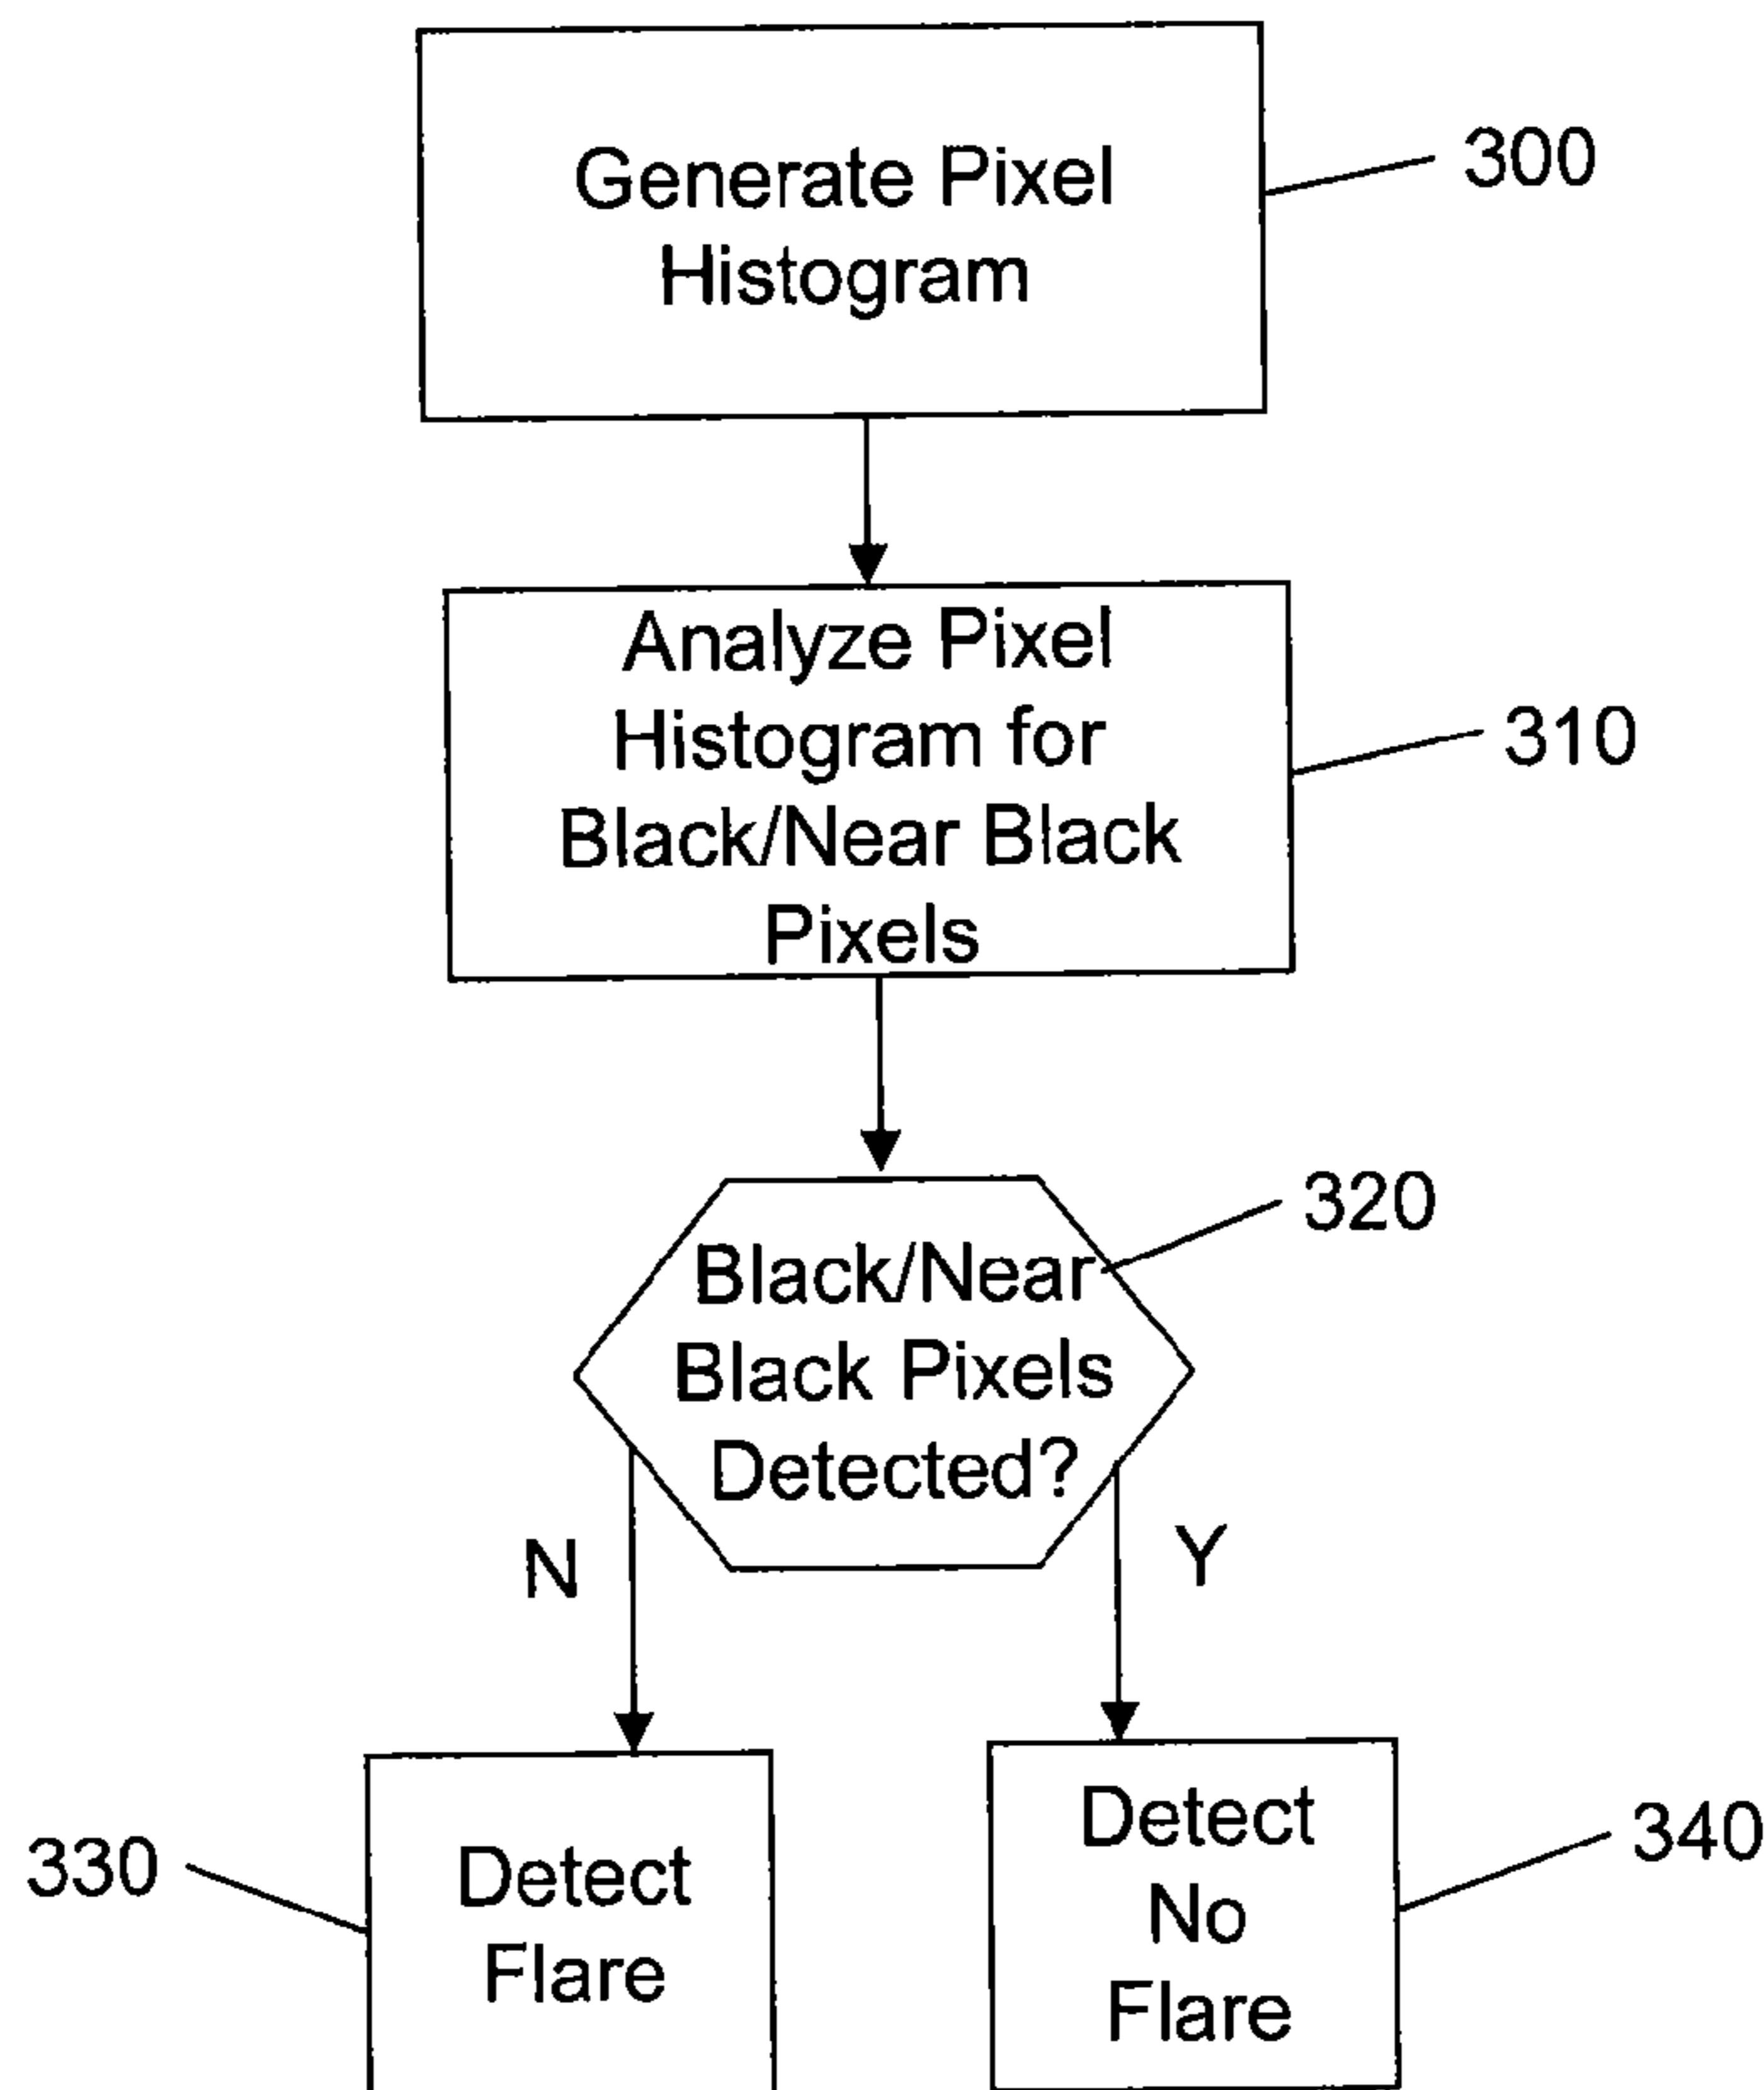 Generate Pixel
Histogram
300
Analyze Pixel
Histogram for
Black/Near Black
Pixels
310
320
Black/Near
Black Pixels
Detected?
N
Y
330
Detect
Flare
Detect
No
Flare
340